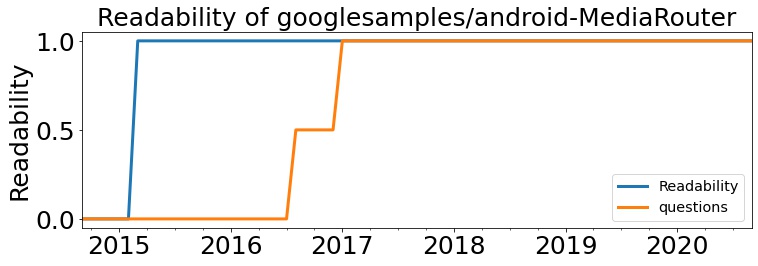 Readability of googlesamples/android-MediaRouter
Readability
1.0
0.5
0.0
Readability
questions
2015 2016 2017 2018 2019 2020